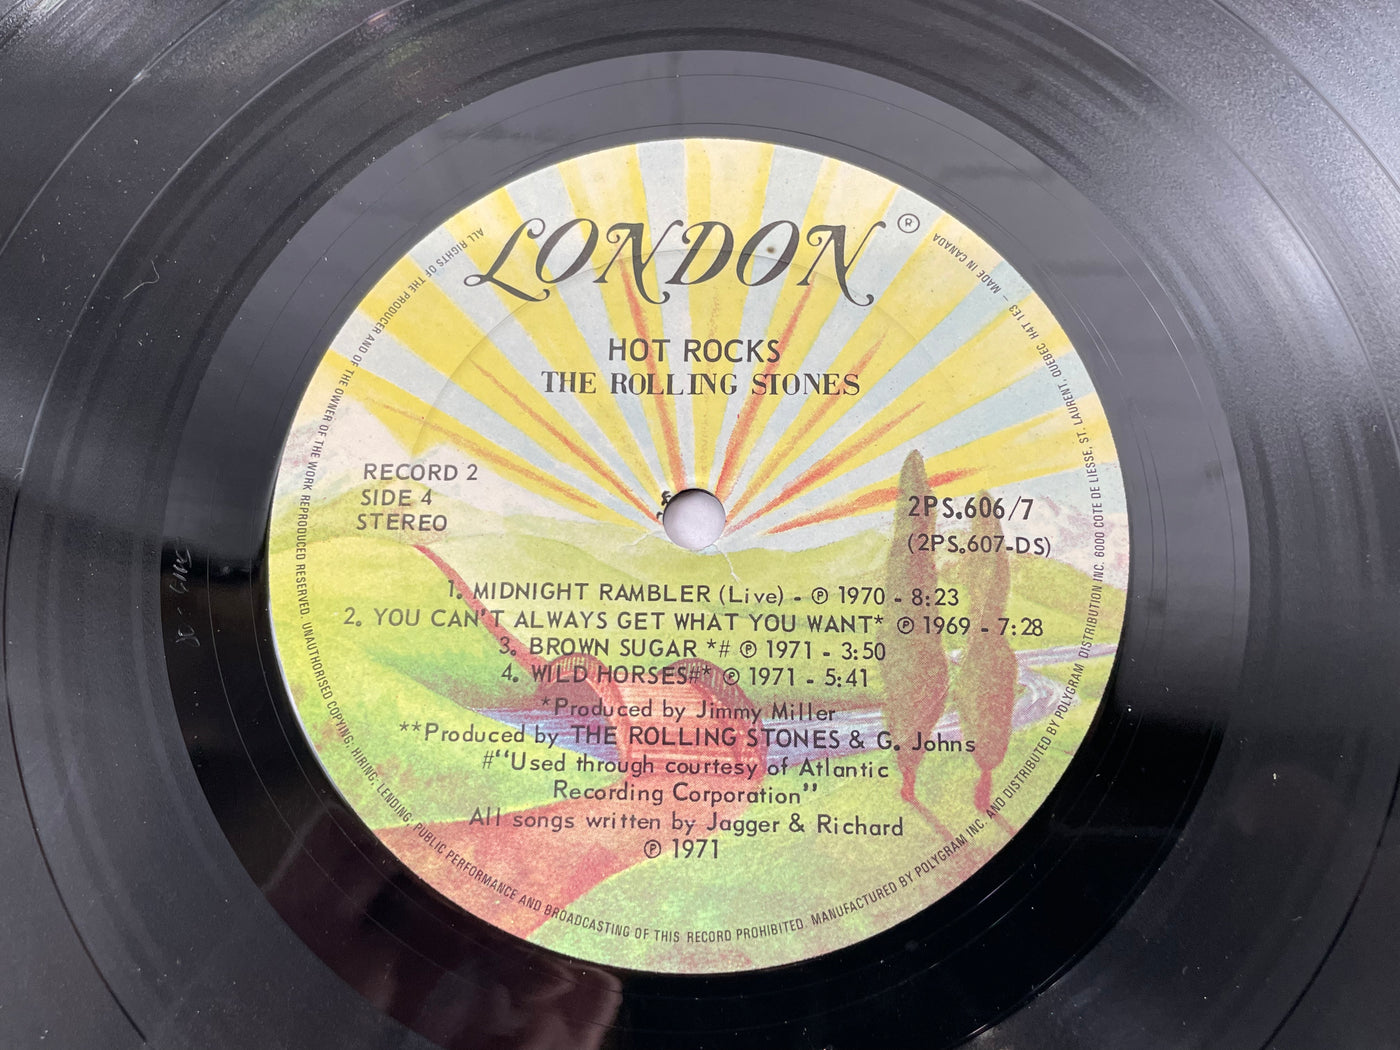 LONDON ®
HOT ROCKS
THE ROLLING STONES
RECORD 2
SIDE 4
STEREO
2PS.606/7
(2PS.607-DS)
1. MIDNIGHT RAMBLER (Live) - ℗ 1970 - 8:23
2. YOU CAN'T ALWAYS GET WHAT YOU WANT* ℗ 1969 - 7:28
3. BROWN SUGAR *# ℗ 1971 - 3:50
4. WILD HORSES#* ℗ 1971 - 5:41
*Produced by Jimmy Miller
**Produced by THE ROLLING STONES & G. Johns
#"Used through courtesy of Atlantic
Recording Corporation"
All songs written by Jagger & Richard
℗ 1971
ALL RIGHTS OF THE PRODUCER AND OF THE OWNER OF THE WORK REPRODUCED RESERVED. UNAUTHORISED COPYING, HIRING, LENDING, PUBLIC PERFORMANCE AND BROADCASTING OF THIS RECORD PROHIBITED MANUFACTURED BY POLYGRAM INC. AND DISTRIBUTED BY POLYGRAM DISTRIBUTION INC. 6000 COTE DE LIESSE, ST. LAURENT, QUEBEC H4T 1E3 – MADE IN CANADA